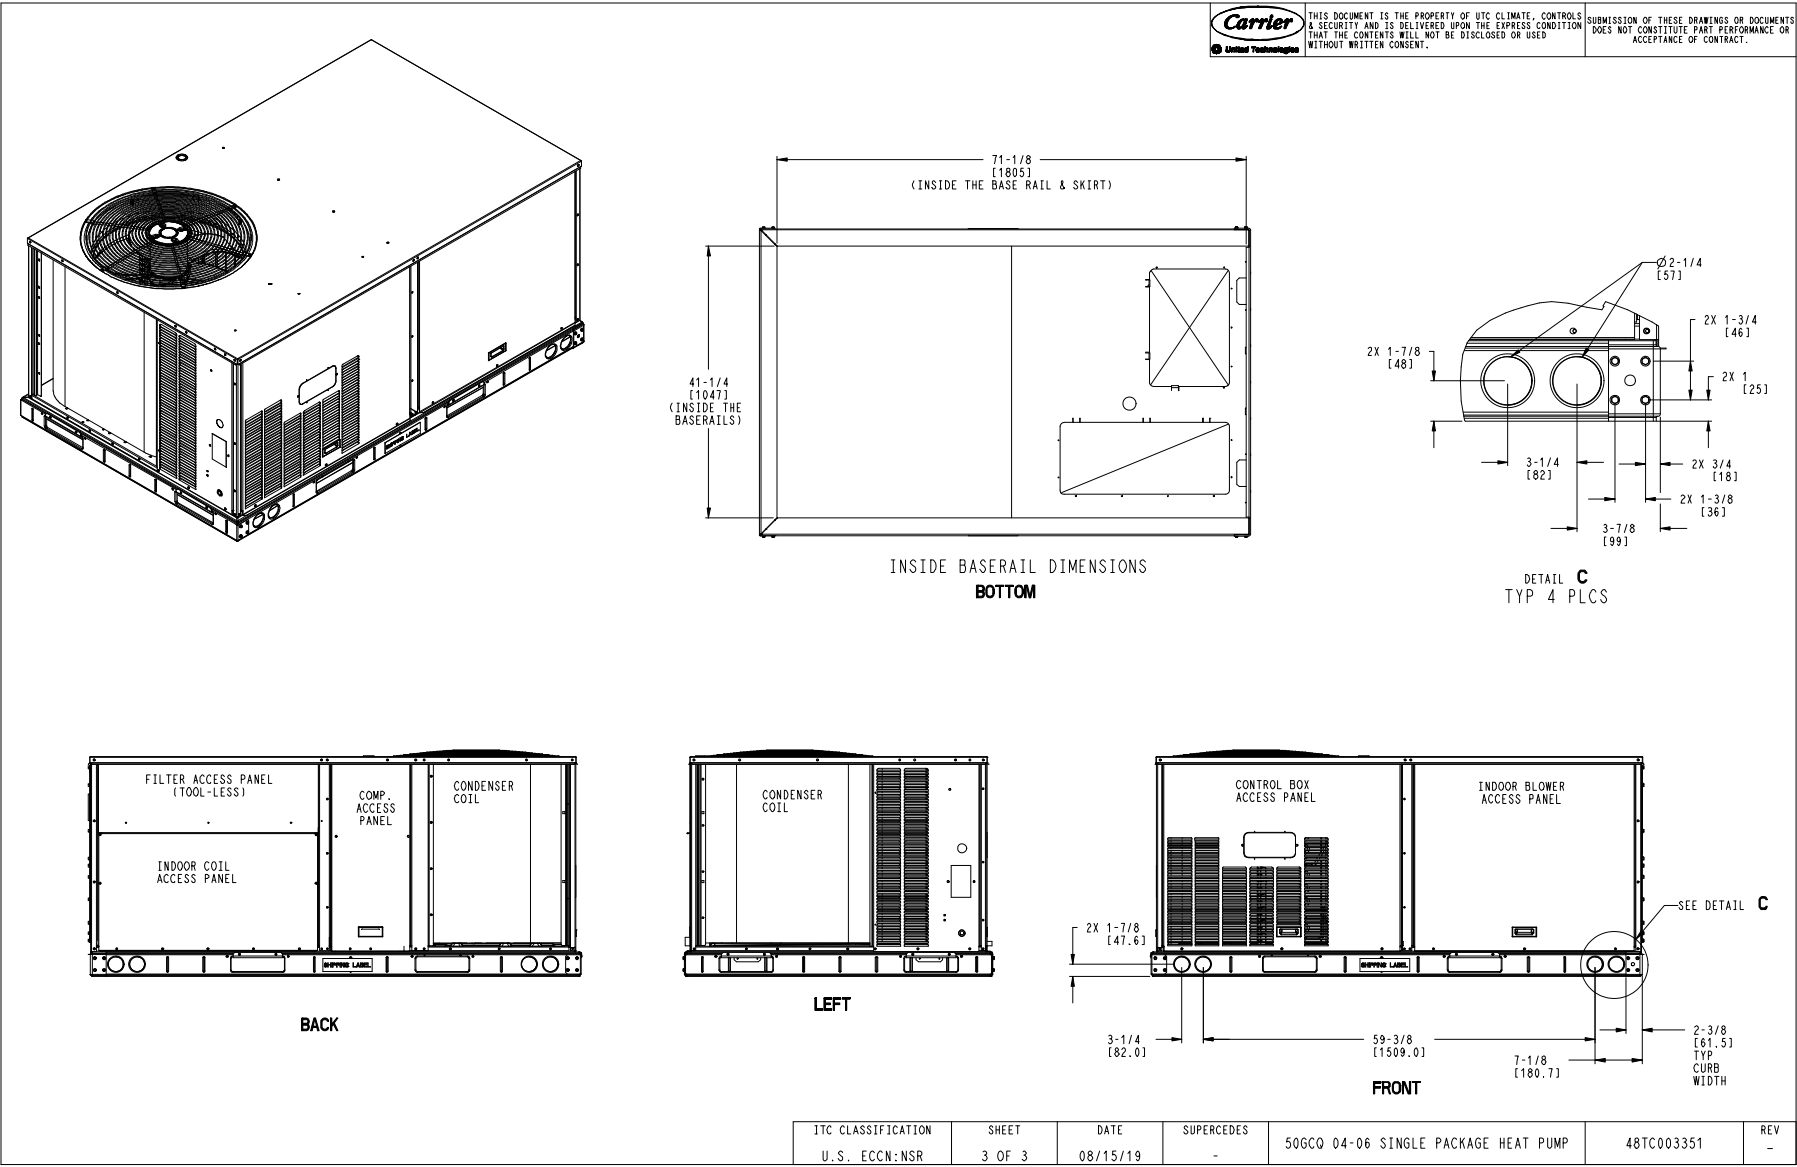 Carrier
United Technologies
THIS DOCUMENT IS THE PROPERTY OF UTC CLIMATE, CONTROLS
& SECURITY AND IS DELIVERED UPON THE EXPRESS CONDITION
THAT THE CONTENTS WILL NOT BE DISCLOSED OR USED
WITHOUT WRITTEN CONSENT.
SUBMISSION OF THESE DRAWINGS OR DOCUMENTS
DOES NOT CONSTITUTE PART PERFORMANCE OR
ACCEPTANCE OF CONTRACT.
SHIPPING LABEL
71-1/8
[1805]
(INSIDE THE BASE RAIL & SKIRT)
41-1/4
[1047]
(INSIDE THE
BASERAILS)
INSIDE BASERAIL DIMENSIONS
BOTTOM
Ø2-1/4
[57]
2X 1-3/4
[46]
2X 1-7/8
[48]
2X 1
[25]
3-1/4
[82]
2X 3/4
[18]
2X 1-3/8
[36]
3-7/8
[99]
DETAIL C
TYP 4 PLCS
FILTER ACCESS PANEL
(TOOL-LESS)
COMP.
ACCESS
PANEL
CONDENSER
COIL
INDOOR COIL
ACCESS PANEL
SHIPPING LABEL
BACK
CONDENSER
COIL
LEFT
CONTROL BOX
ACCESS PANEL
INDOOR BLOWER
ACCESS PANEL
SEE DETAIL C
2X 1-7/8
[47.6]
SHIPPING LABEL
3-1/4
[82.0]
59-3/8
[1509.0]
7-1/8
[180.7]
2-3/8
[61.5]
TYP
CURB
WIDTH
FRONT
ITC CLASSIFICATION
U.S. ECCN:NSR
SHEET
3 OF 3
DATE
08/15/19
SUPERCEDES
-
50GCQ 04-06 SINGLE PACKAGE HEAT PUMP
48TC003351
REV
-